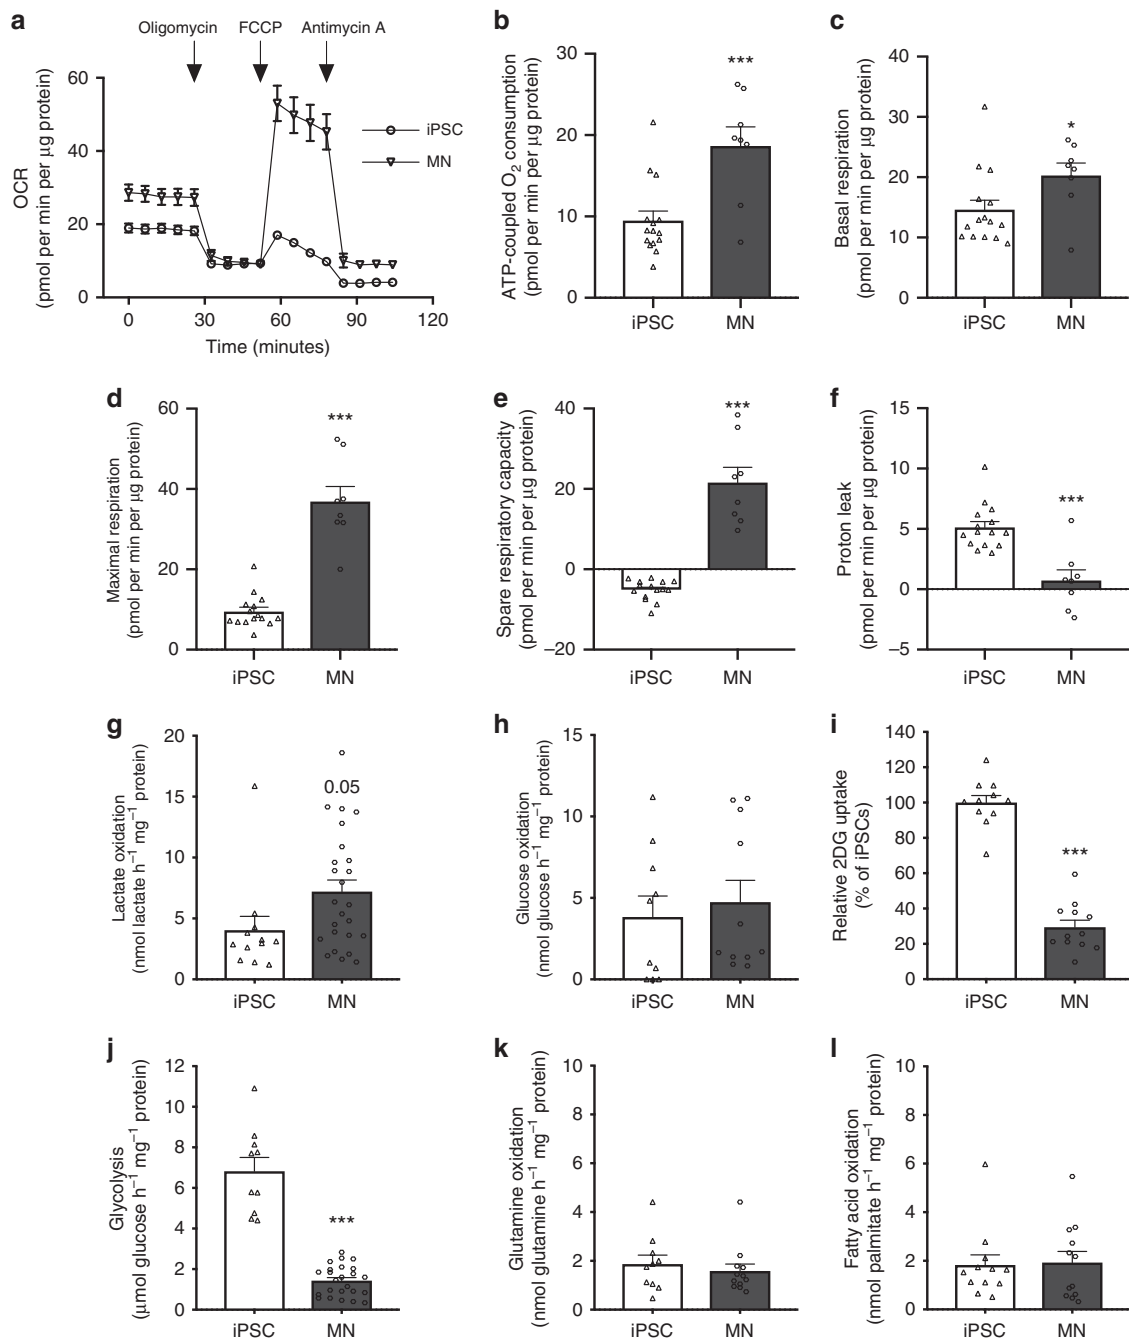 a
Oligomycin FCCP Antimycin A
OCR
(pmol per min per µg protein)
60
40
20
0
0 30 60 90 120
Time (minutes)
iPSC
MN
b
ATP-coupled O2 consumption
(pmol per min per µg protein)
30
20
10
0
***
iPSC MN
c
Basal respiration
(pmol per min per µg protein)
40
30
20
10
0
*
iPSC MN
d
Maximal respiration
(pmol per min per µg protein)
60
40
20
0
***
iPSC MN
e
Spare respiratory capacity
(pmol per min per µg protein)
40
20
0
–20
***
iPSC MN
f
Proton leak
(pmol per min per µg protein)
15
10
5
0
–5
***
iPSC MN
g
Lactate oxidation
(nmol lactate h–1 mg–1 protein)
20
15
10
5
0
0.05
iPSC MN
h
Glucose oxidation
(nmol glucose h–1 mg–1 protein)
15
10
5
0
iPSC MN
i
Relative 2DG uptake
(% of iPSCs)
140
120
100
80
60
40
20
0
***
iPSC MN
j
Glycolysis
(µmol glucose h–1 mg–1 protein)
12
10
8
6
4
2
0
***
iPSC MN
k
Glutamine oxidation
(nmol glutamine h–1 mg–1 protein)
10
8
6
4
2
0
iPSC MN
l
Fatty acid oxidation
(nmol palmitate h–1 mg–1 protein)
10
8
6
4
2
0
iPSC MN